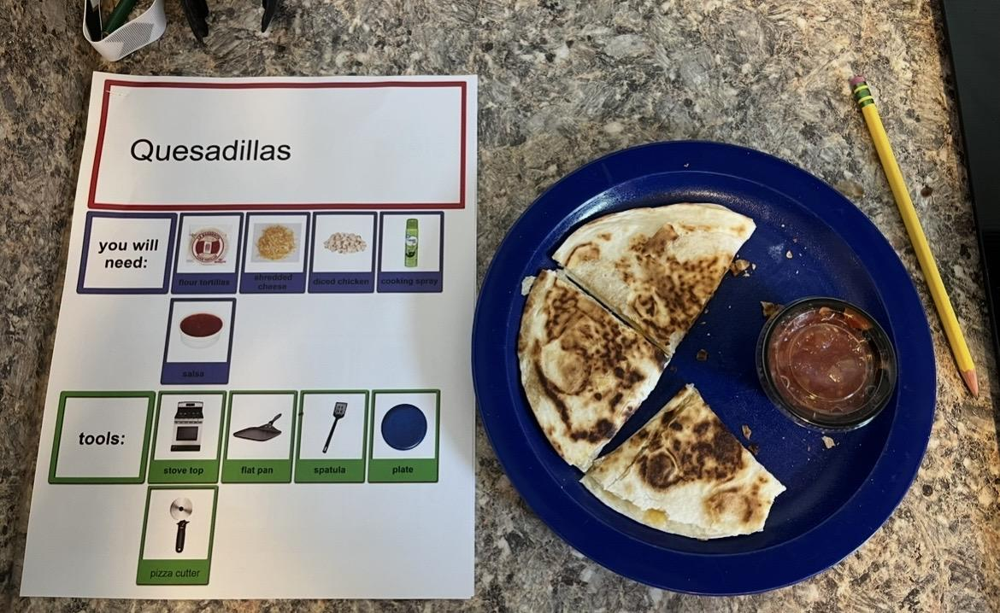 Quesadillas
you will
need:
flour tortillas
shredded
cheese
diced chicken
cooking spray
salsa
tools:
stove top
flat pan
spatula
plate
pizza cutter